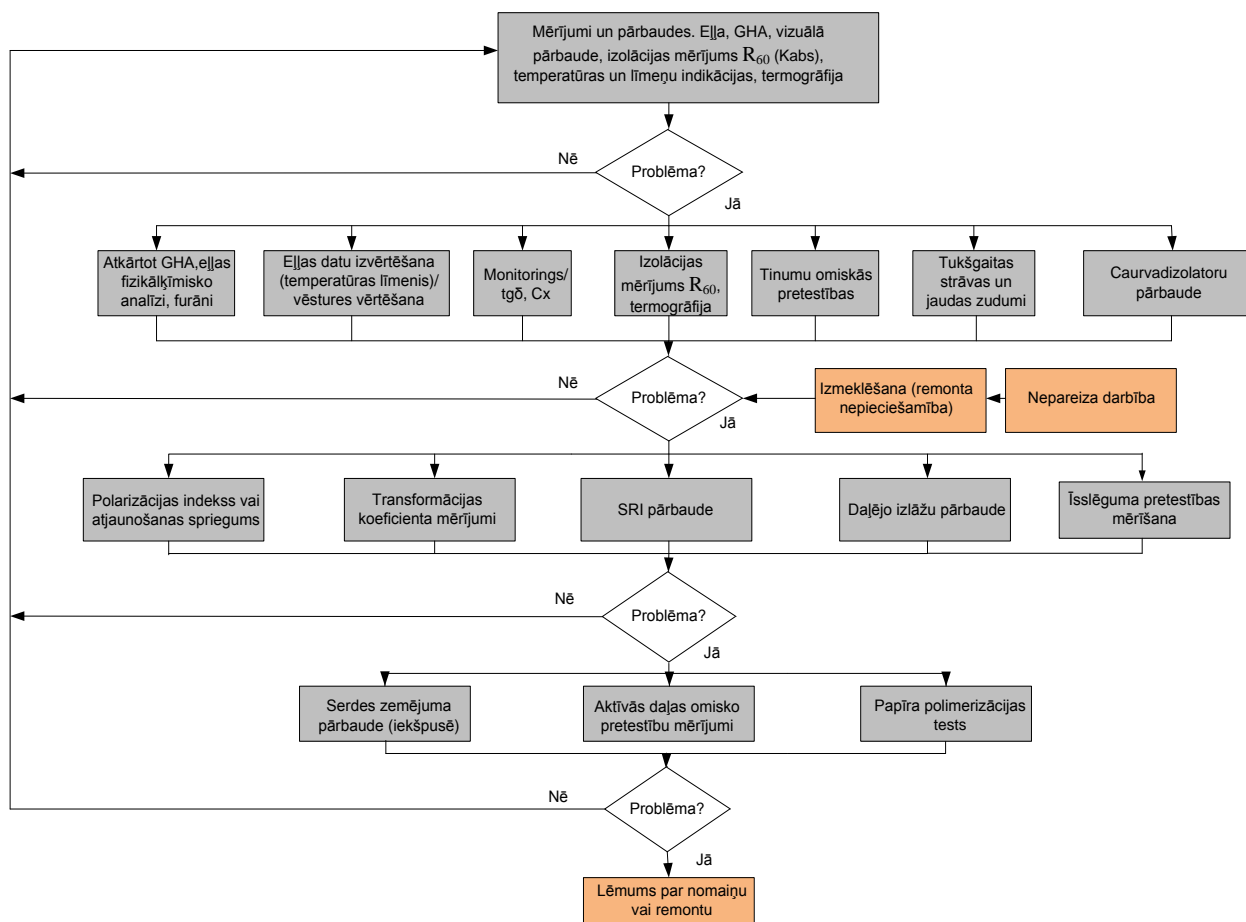 Mērījumi un pārbaudes. Eļļa, GHA, vizuālā
pārbaude, izolācijas mērījums R₆₀ (Kabs),
temperatūras un līmeņu indikācijas, termogrāfija
Nē
Problēma?
Jā
Atkārtot GHA,eļļas
fizikālķīmisko
analīzi, furāni
Eļļas datu izvērtēšana
(temperatūras līmenis)/
vēstures vērtēšana
Monitorings/
tgδ, Cx
Izolācijas
mērījums R₆₀,
termogrāfija
Tinumu omiskās
pretestības
Tukšgaitas
strāvas un
jaudas zudumi
Caurvadizolatoru
pārbaude
Nē
Problēma?
Jā
Izmeklēšana (remonta
nepieciešamība)
Nepareiza darbība
Polarizācijas indekss vai
atjaunošanas spriegums
Transformācijas
koeficienta mērījumi
SRI pārbaude
Daļējo izlāžu pārbaude
Īsslēguma pretestības
mērīšana
Nē
Problēma?
Jā
Serdes zemējuma
pārbaude (iekšpusē)
Aktīvās daļas omisko
pretestību mērījumi
Papīra polimerizācijas
tests
Nē
Problēma?
Jā
Lēmums par nomaiņu
vai remontu